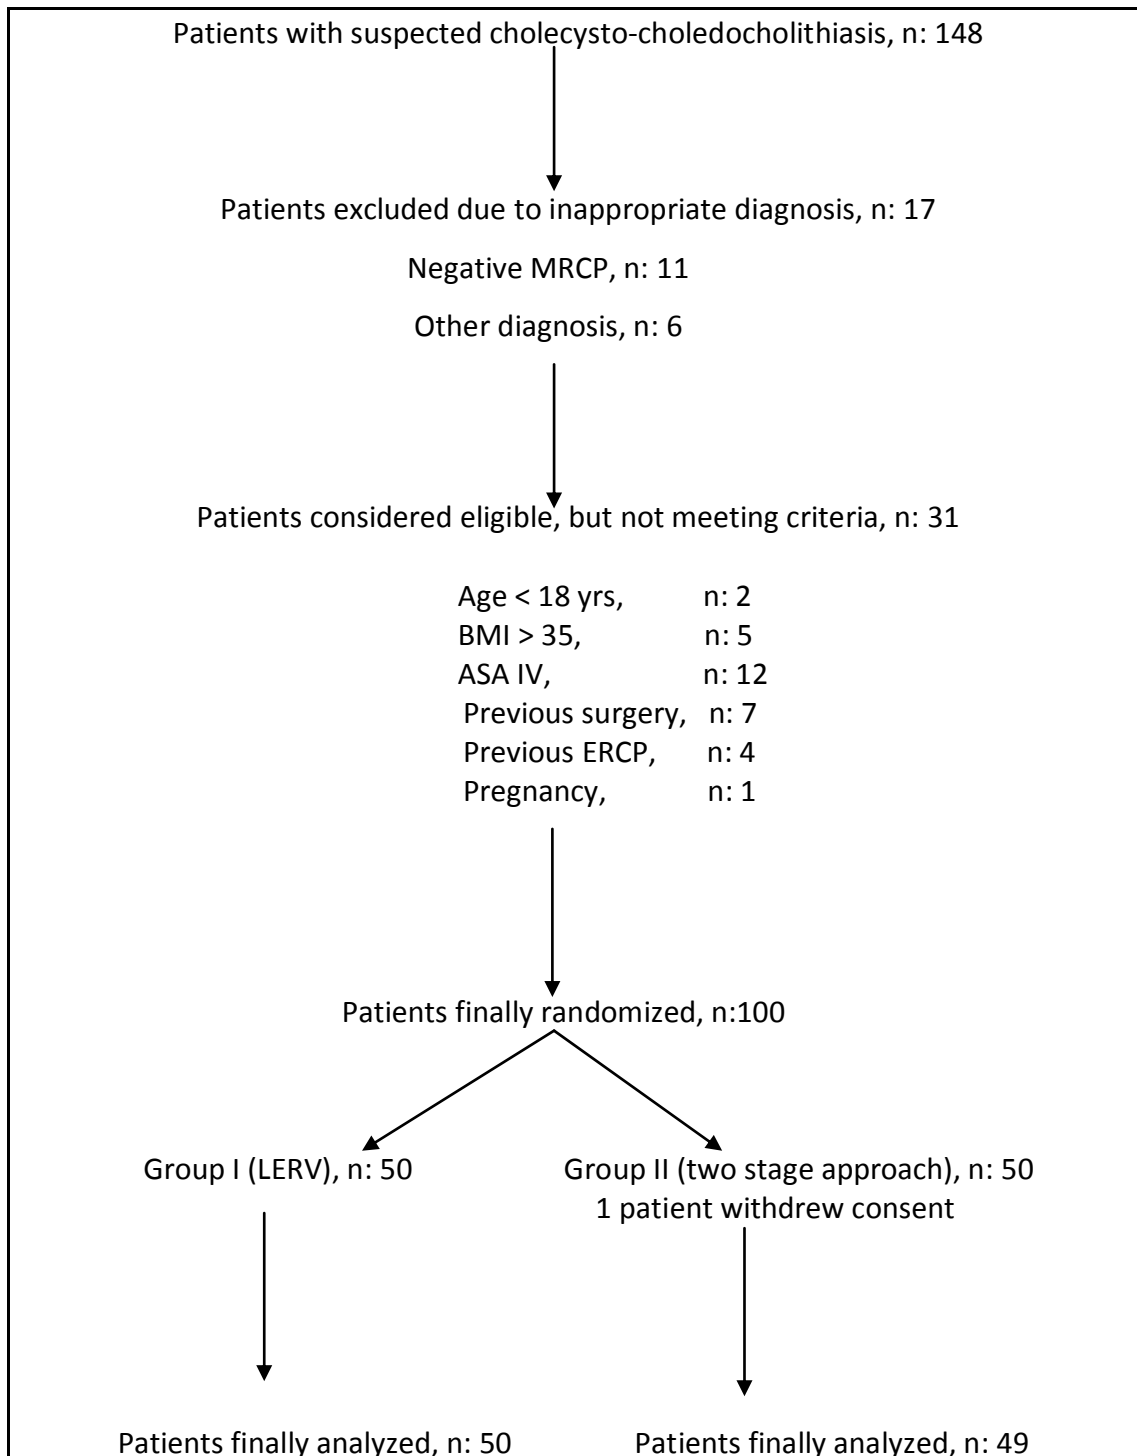 Patients with suspected cholecysto-choledocholithiasis, n: 148
Patients excluded due to inappropriate diagnosis, n: 17
Negative MRCP, n: 11
Other diagnosis, n: 6
Patients considered eligible, but not meeting criteria, n: 31
Age < 18 yrs, n: 2
BMI > 35, n: 5
ASA IV, n: 12
Previous surgery, n: 7
Previous ERCP, n: 4
Pregnancy, n: 1
Patients finally randomized, n:100
Group I (LERV), n: 50
Group II (two stage approach), n: 50
1 patient withdrew consent
Patients finally analyzed, n: 50
Patients finally analyzed, n: 49